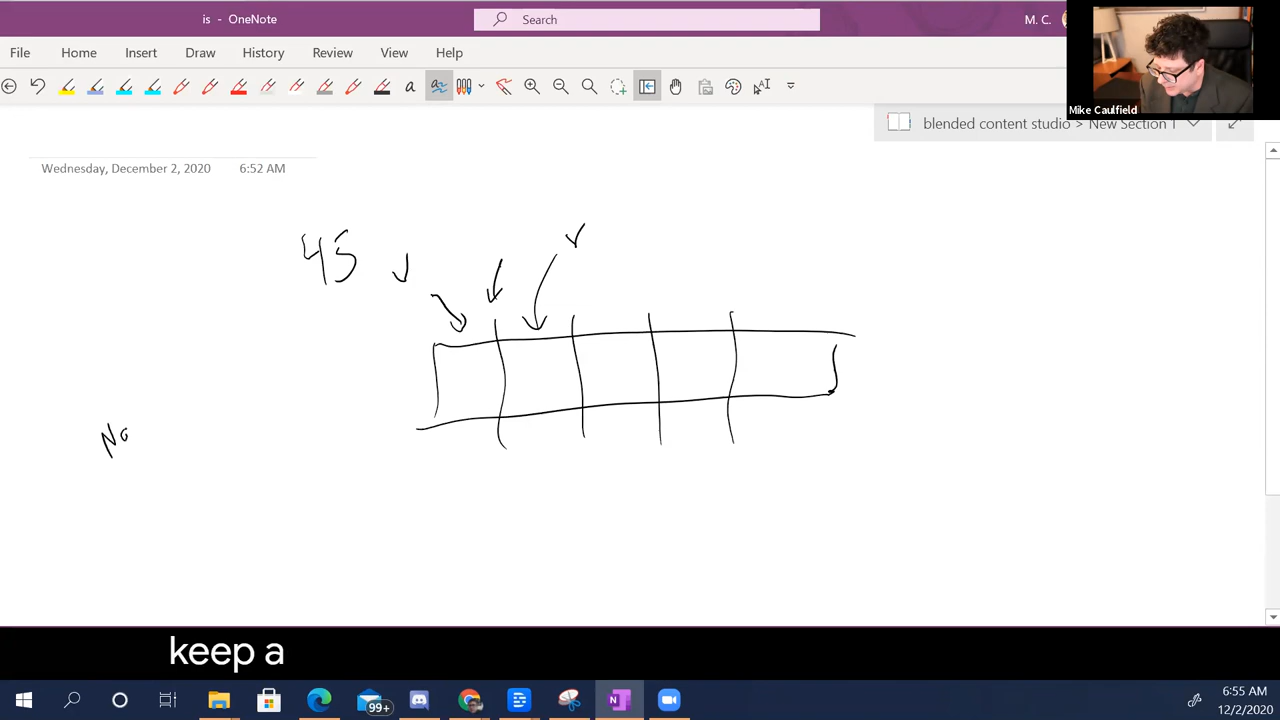 is - OneNote
Search
M. C.
File Home Insert Draw History Review View Help
Mike Caulfield
blended content studio > New Section 1
Wednesday, December 2, 2020 6:52 AM
45
No
keep a
99+
6:55 AM
12/2/2020